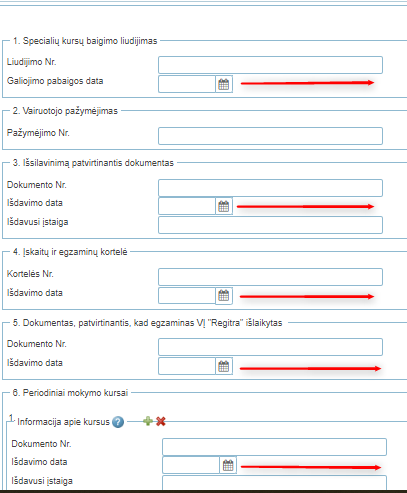 1. Specialių kursų baigimo liudijimas
Liudijimo Nr.
Galiojimo pabaigos data
2. Vairuotojo pažymėjimas
Pažymėjimo Nr.
3. Išsilavinimą patvirtinantis dokumentas
Dokumento Nr.
Išdavimo data
Išdavusi įstaiga
4. Įskaitų ir egzaminų kortelė
Kortelės Nr.
Išdavimo data
5. Dokumentas, patvirtinantis, kad egzaminas VĮ "Regitra" išlaikytas
Dokumento Nr.
Išdavimo data
6. Periodiniai mokymo kursai
1. Informacija apie kursus ?
Dokumento Nr.
Išdavimo data
Išdavusi įstaiga